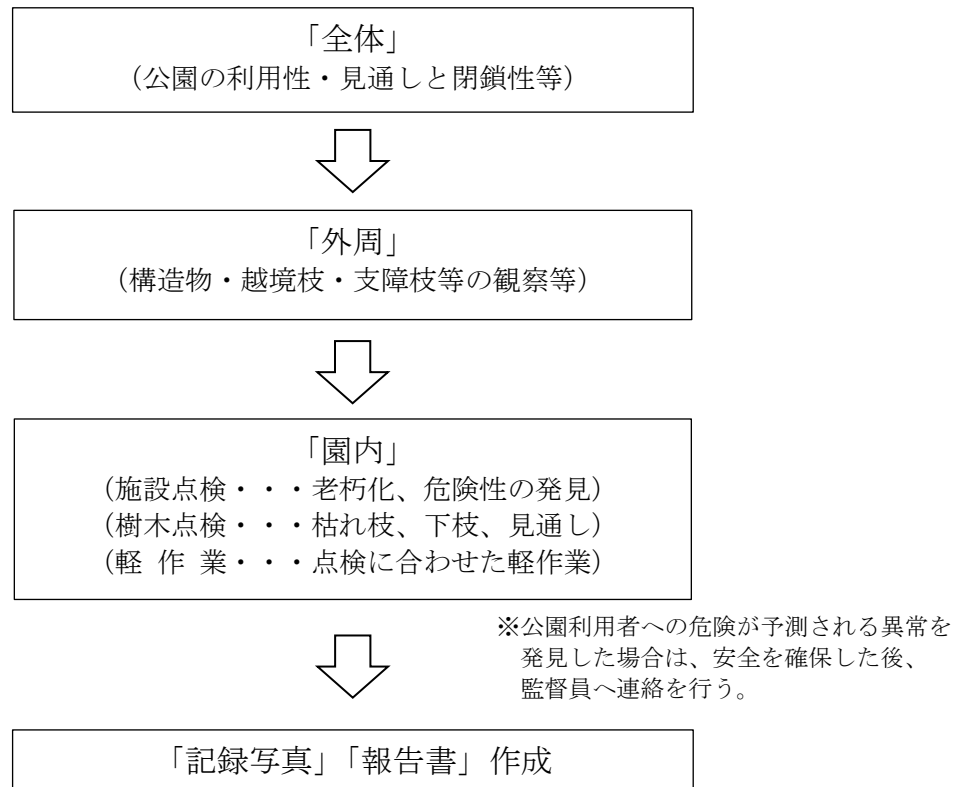 「全体」
（公園の利用性・見通しと閉鎖性等）
「外周」
（構造物・越境枝・支障枝等の観察等）
「園内」
（施設点検・・・老朽化、危険性の発見）
（樹木点検・・・枯れ枝、下枝、見通し）
（軽 作 業・・・点検に合わせた軽作業）
※公園利用者への危険が予測される異常を
発見した場合は、安全を確保した後、
監督員へ連絡を行う。
「記録写真」「報告書」作成